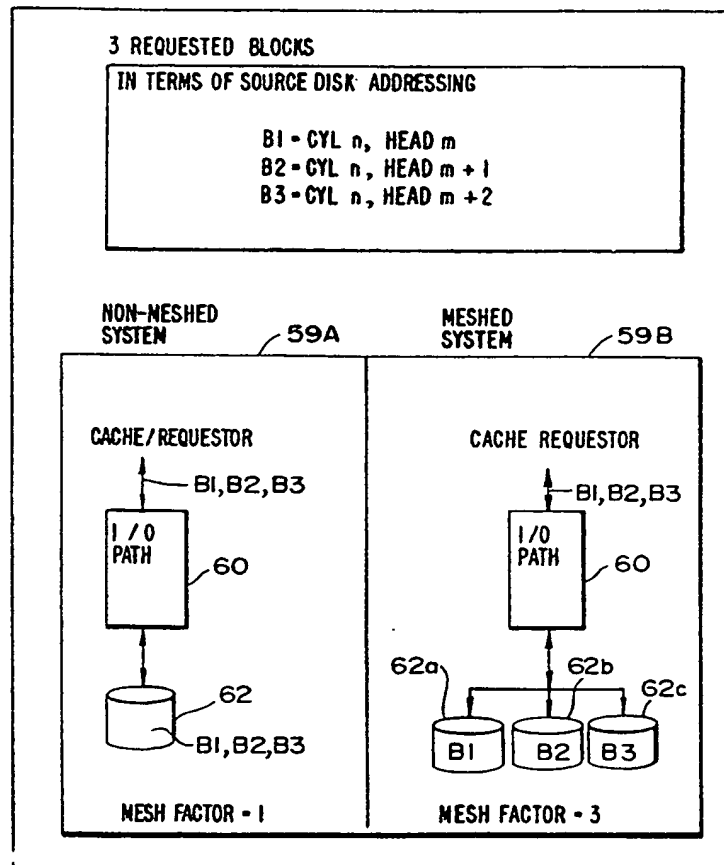 3 REQUESTED BLOCKS
IN TERMS OF SOURCE DISK ADDRESSING
B1 - CYL n, HEAD m
B2 - CYL n, HEAD m + 1
B3 - CYL n, HEAD m + 2
NON-MESHED
SYSTEM
59A
MESHED
SYSTEM
59B
CACHE/REQUESTOR
B1,B2,B3
I/O
PATH
60
62
B1,B2,B3
MESH FACTOR - 1
CACHE REQUESTOR
B1,B2,B3
I/O
PATH
60
62a
62b
62c
B1
B2
B3
MESH FACTOR - 3